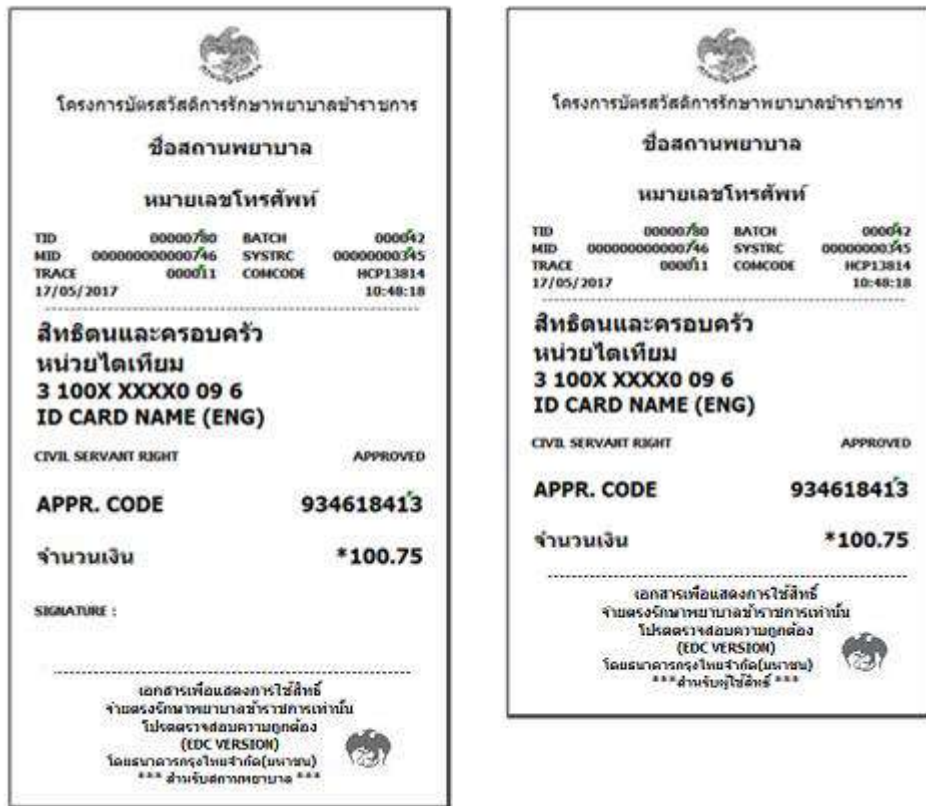 โครงการบัตรสวัสดิการรักษาพยาบาลข้าราชการ
ชื่อสถานพยาบาล
หมายเลขโทรศัพท์
TID 00000780 BATCH 000042
MID 000000000000746 SYSTRC 00000000345
TRACE 000011 COMCODE HCP13814
17/05/2017 10:48:18
สิทธิตนและครอบครัว
หน่วยไตเทียม
3 100X XXXX0 09 6
ID CARD NAME (ENG)
CIVIL SERVANT RIGHT APPROVED
APPR. CODE 934618413
จำนวนเงิน *100.75
SIGNATURE :
เอกสารเพื่อแสดงการใช้สิทธิ์
จ่ายตรงรักษาพยาบาลข้าราชการเท่านั้น
โปรดตรวจสอบความถูกต้อง
(EDC VERSION)
โดยธนาคารกรุงไทยจำกัด(มหาชน)
*** สำหรับสถานพยาบาล ***
โครงการบัตรสวัสดิการรักษาพยาบาลข้าราชการ
ชื่อสถานพยาบาล
หมายเลขโทรศัพท์
TID 00000780 BATCH 000042
MID 000000000000746 SYSTRC 00000000345
TRACE 000011 COMCODE HCP13814
17/05/2017 10:48:18
สิทธิตนและครอบครัว
หน่วยไตเทียม
3 100X XXXX0 09 6
ID CARD NAME (ENG)
CIVIL SERVANT RIGHT APPROVED
APPR. CODE 934618413
จำนวนเงิน *100.75
เอกสารเพื่อแสดงการใช้สิทธิ์
จ่ายตรงรักษาพยาบาลข้าราชการเท่านั้น
โปรดตรวจสอบความถูกต้อง
(EDC VERSION)
โดยธนาคารกรุงไทยจำกัด(มหาชน)
***สำหรับผู้ใช้สิทธิ์ ***